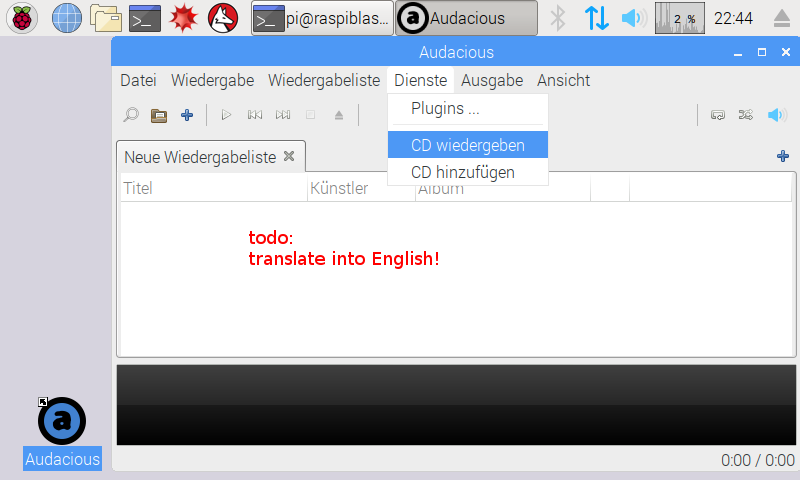 pi@raspiblas... Audacious 2 % 22:44
Audacious
Datei Wiedergabe Wiedergabeliste Dienste Ausgabe Ansicht
Plugins ...
CD wiedergeben
CD hinzufügen
Neue Wiedergabeliste
Titel Künstler Album
todo:
translate into English!
Audacious
0:00 / 0:00